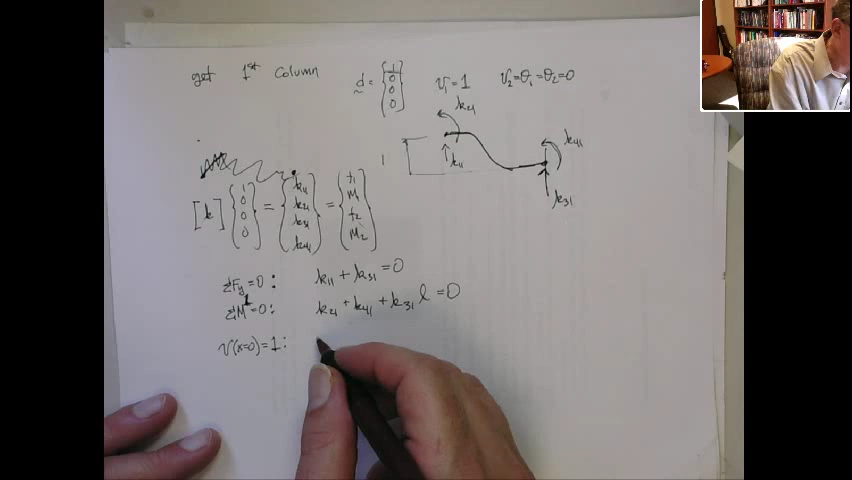 get 1st Column d = {1 0 0 0} v₁ = 1 v₂ = θ₁ = θ₂ = 0
k₂₁
k₄₁
1
k₁₁
k₃₁
[k] {1 0 0 0} = {k₁₁ k₂₁ k₃₁ k₄₁} = {f₁ M₁ f₂ M₂}
ΣFy = 0: k₁₁ + k₃₁ = 0
ΣM = 0: k₂₁ + k₄₁ + k₃₁ l = 0
v(x=0) = 1: